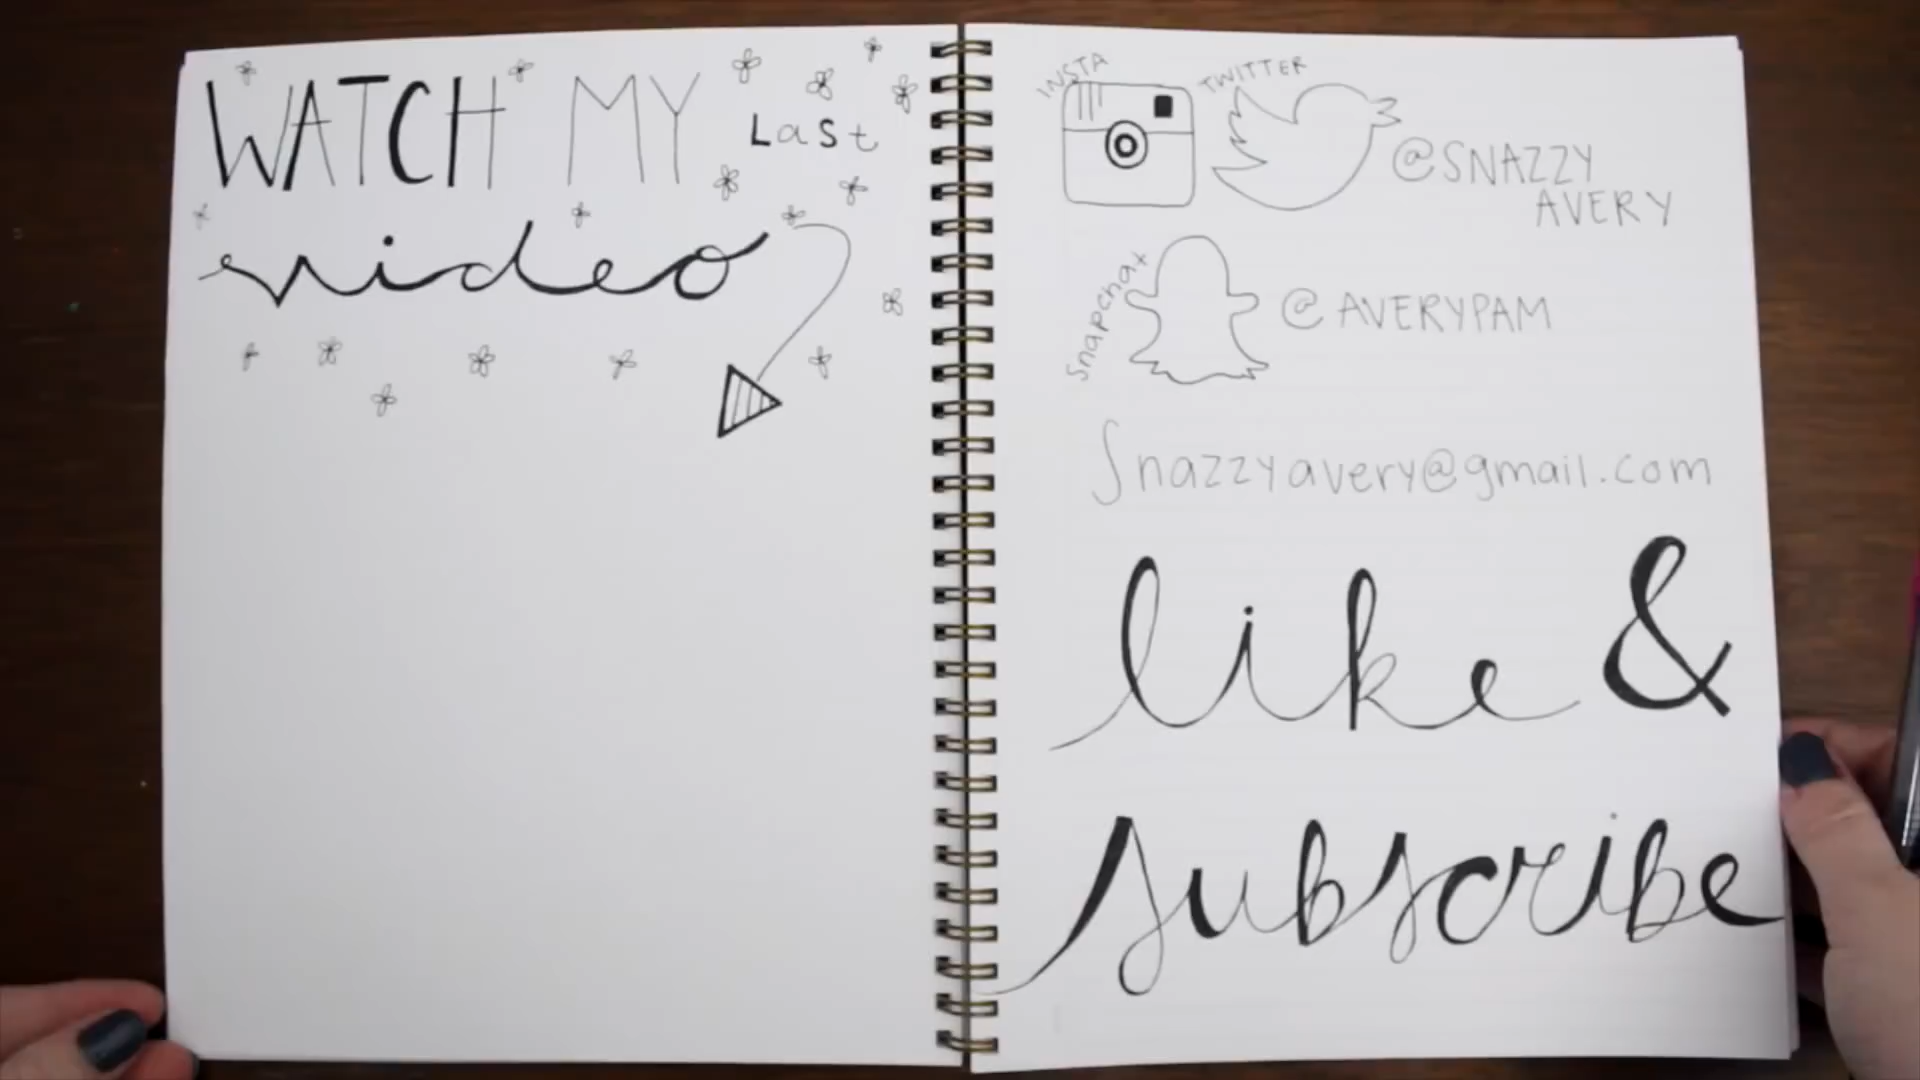 WATCH MY Last
video
INSTA
TWITTER
@SNAZZY
AVERY
Snapchat
@AVERYPAM
Snazzyavery@gmail.com
like &
subscribe